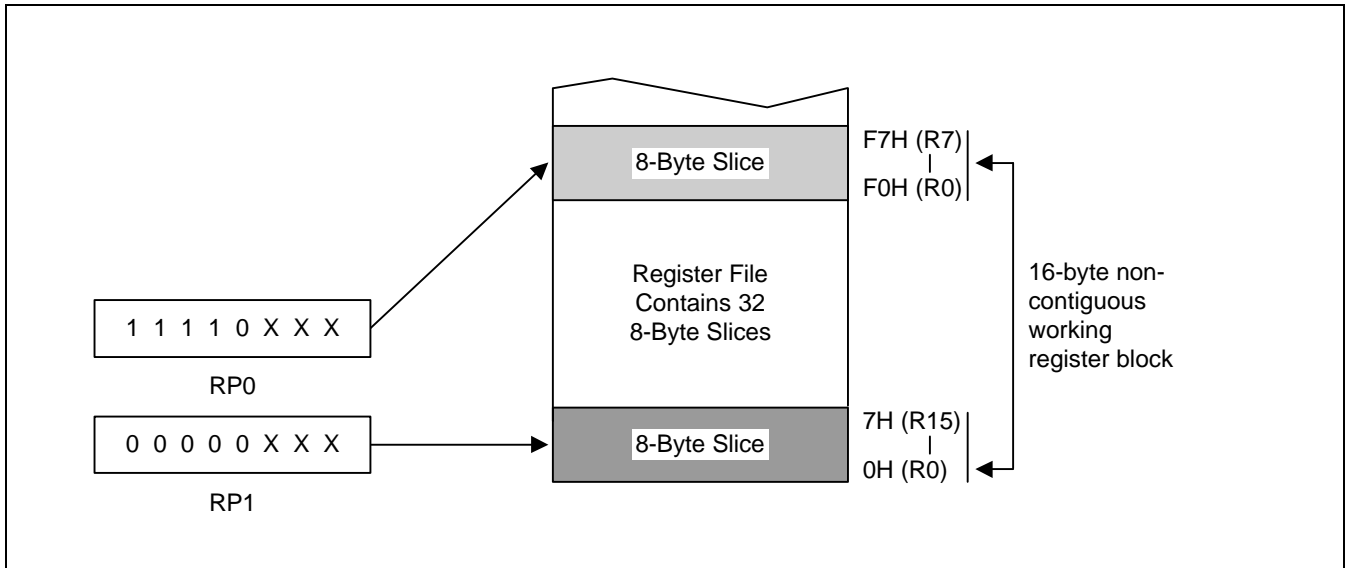 8-Byte Slice
F7H (R7)
F0H (R0)
Register File
Contains 32
8-Byte Slices
16-byte non-
contiguous
working
register block
1 1 1 1 0 X X X
RP0
0 0 0 0 0 X X X
RP1
8-Byte Slice
7H (R15)
0H (R0)